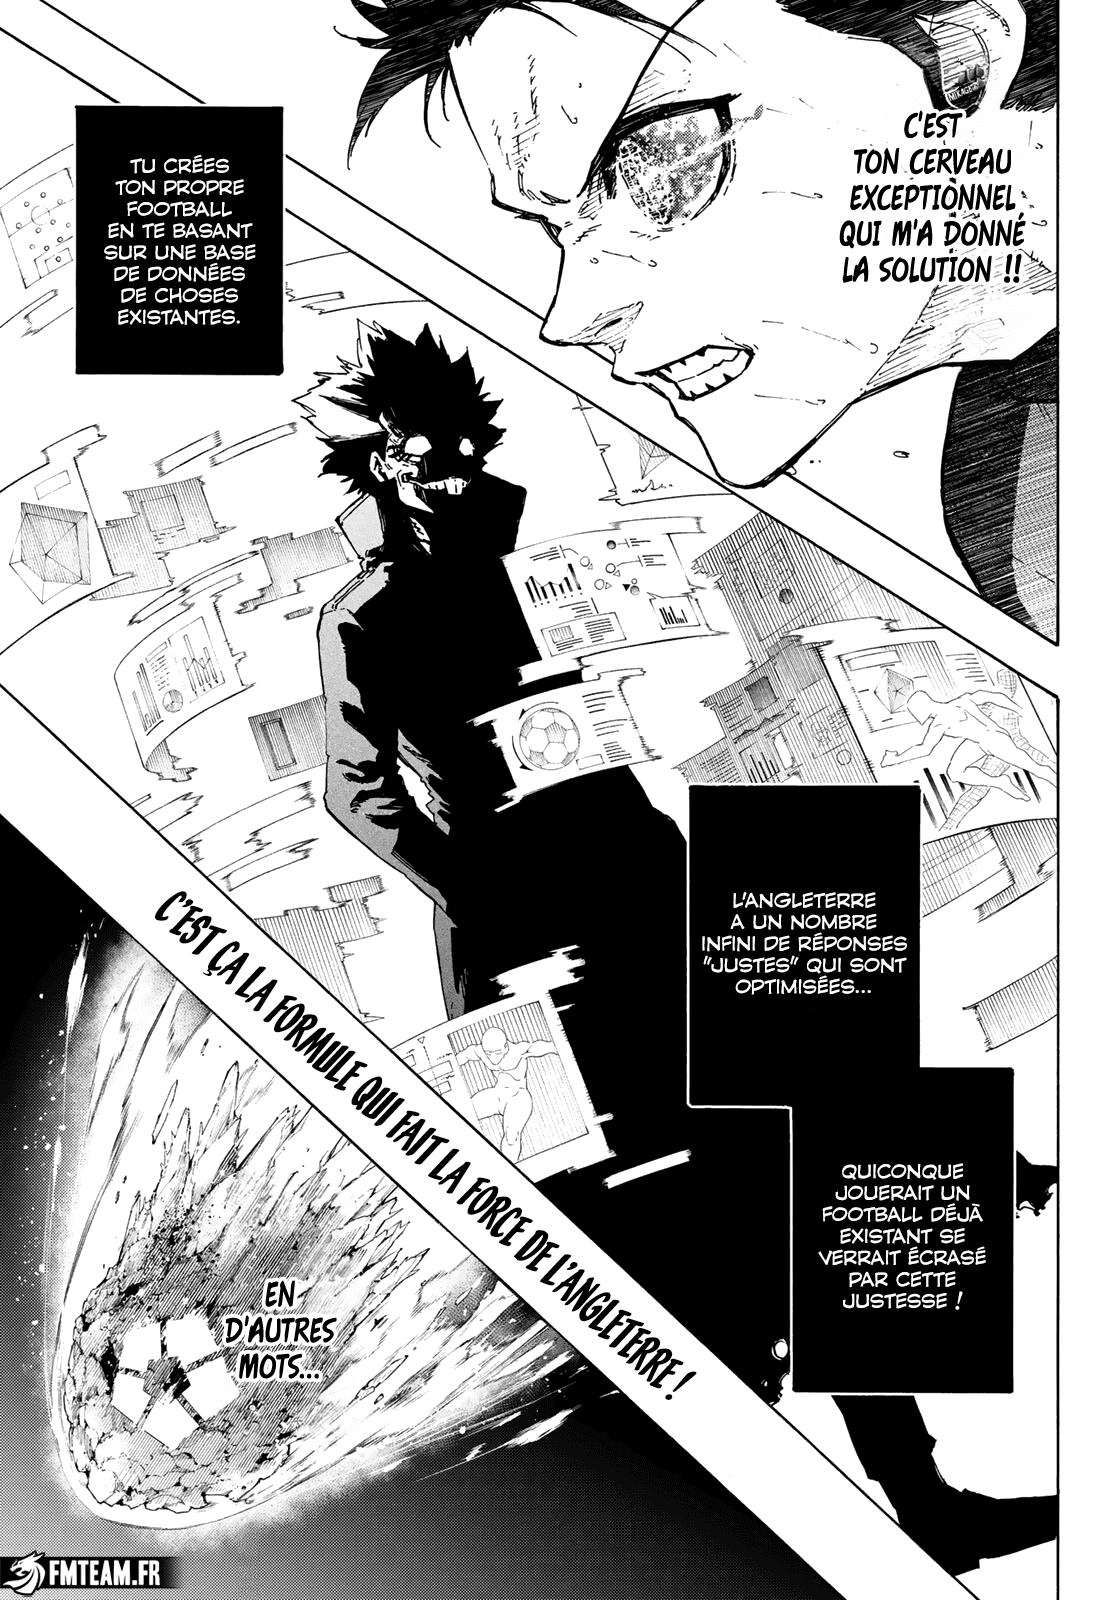 C'EST
TON CERVEAU
EXCEPTIONNEL
QUI M'A DONNÉ
LA SOLUTION !!
TU CRÉES
TON PROPRE
FOOTBALL
EN TE BASANT
SUR UNE BASE
DE DONNÉES
DE CHOSES
EXISTANTES.
L'ANGLETERRE
A UN NOMBRE
INFINI DE RÉPONSES
"JUSTES" QUI SONT
OPTIMISÉES...
QUICONQUE
JOUERAIT UN
FOOTBALL DÉJÀ
EXISTANT SE
VERRAIT ÉCRASÉ
PAR CETTE
JUSTESSE !
C'EST ÇA LA FORMULE QUI FAIT LA FORCE DE L'ANGLETERRE !
EN
D'AUTRES
MOTS...
FMTEAM.FR